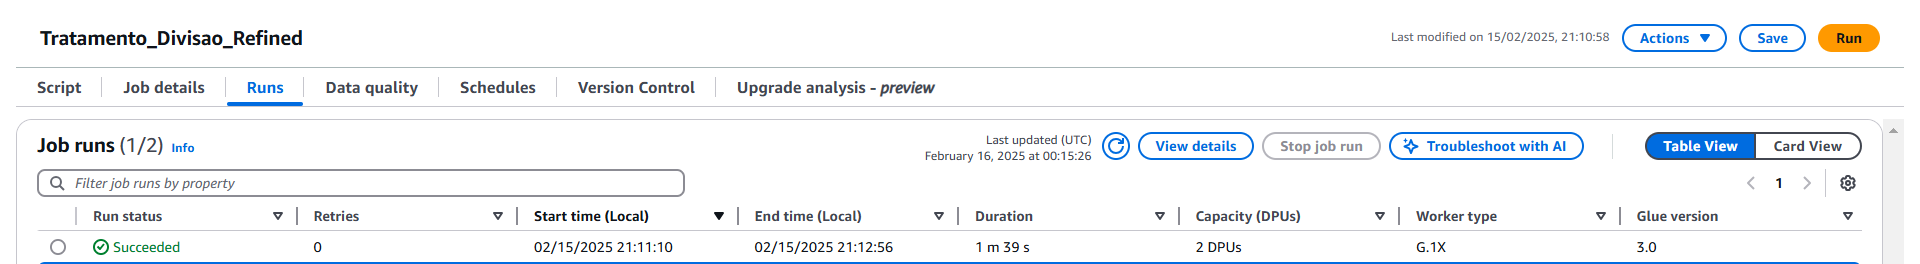 Tratamento_Divisao_Refined
Last modified on 15/02/2025, 21:10:58
Actions
Save
Run
Script
Job details
Runs
Data quality
Schedules
Version Control
Upgrade analysis - preview
Job runs (1/2) Info
Last updated (UTC)
February 16, 2025 at 00:15:26
View details
Stop job run
Troubleshoot with AI
Table View
Card View
Filter job runs by property
1
Run status
Retries
Start time (Local)
End time (Local)
Duration
Capacity (DPUs)
Worker type
Glue version
Succeeded
0
02/15/2025 21:11:10
02/15/2025 21:12:56
1 m 39 s
2 DPUs
G.1X
3.0